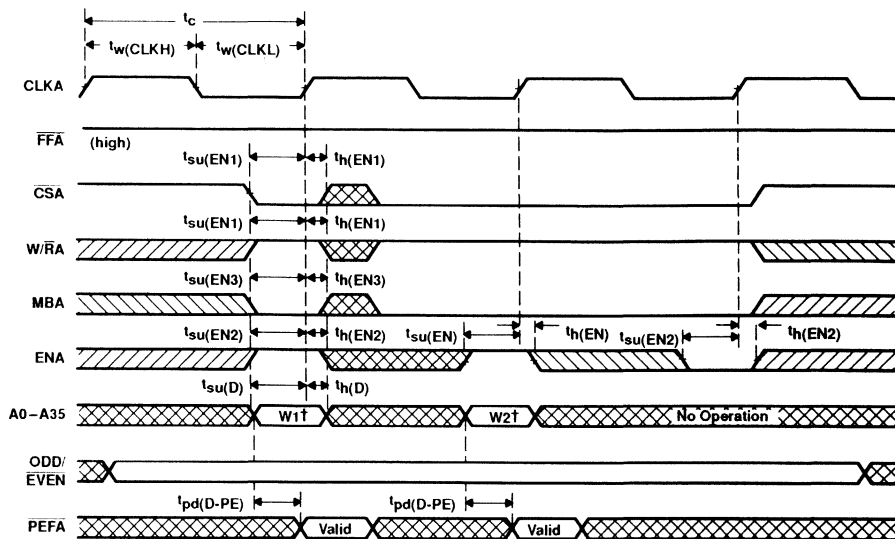 tc
tw(CLKH) tw(CLKL)
CLKA
FFA (high)
tsu(EN1) th(EN1)
CSA
tsu(EN1) th(EN1)
W/RA
tsu(EN3) th(EN3)
MBA
tsu(EN2) th(EN2) tsu(EN) th(EN) tsu(EN2) th(EN2)
ENA
tsu(D) th(D)
A0–A35 W1† W2† No Operation
ODD/
EVEN
tpd(D-PE) tpd(D-PE)
PEFA Valid Valid